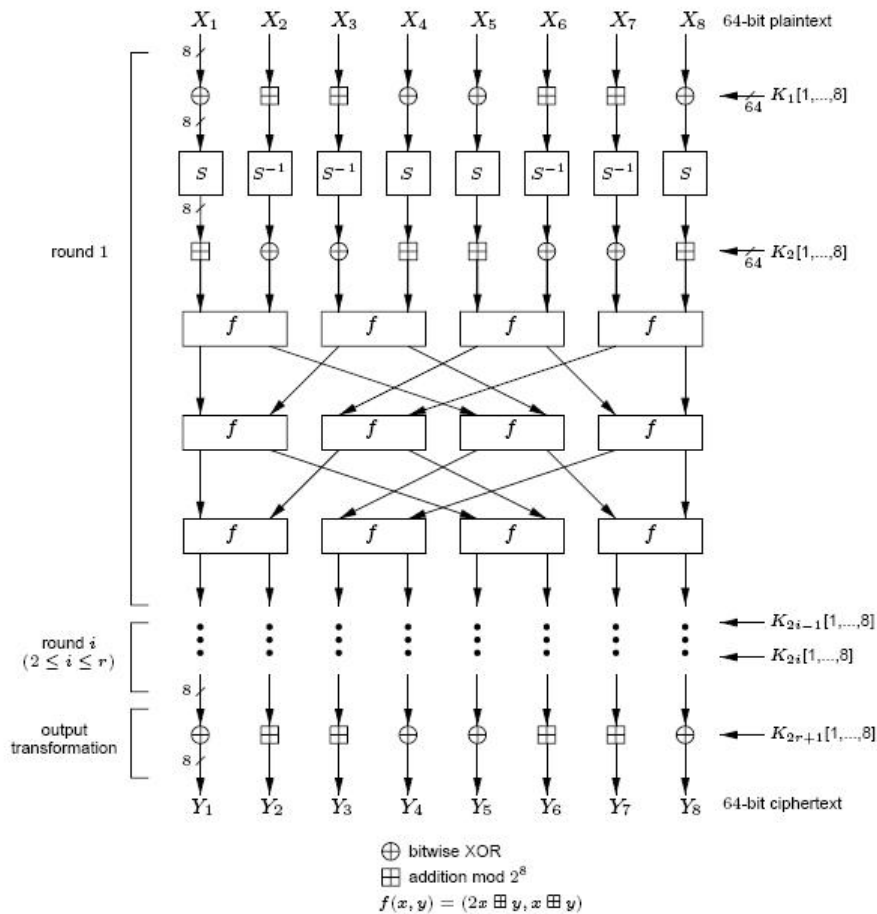 X₁ X₂ X₃ X₄ X₅ X₆ X₇ X₈ 64-bit plaintext
8
K₁[1,...,8]
64
8
S S⁻¹ S⁻¹ S S S⁻¹ S⁻¹ S
8
round 1
K₂[1,...,8]
64
f f f f
f f f f
f f f f
round i
(2 ≤ i ≤ r)
K₂ᵢ₋₁[1,...,8]
K₂ᵢ[1,...,8]
8
output
transformation
K₂ᵣ₊₁[1,...,8]
8
Y₁ Y₂ Y₃ Y₄ Y₅ Y₆ Y₇ Y₈ 64-bit ciphertext
⊕ bitwise XOR
⊞ addition mod 2⁸
f(x, y) = (2x ⊞ y, x ⊞ y)